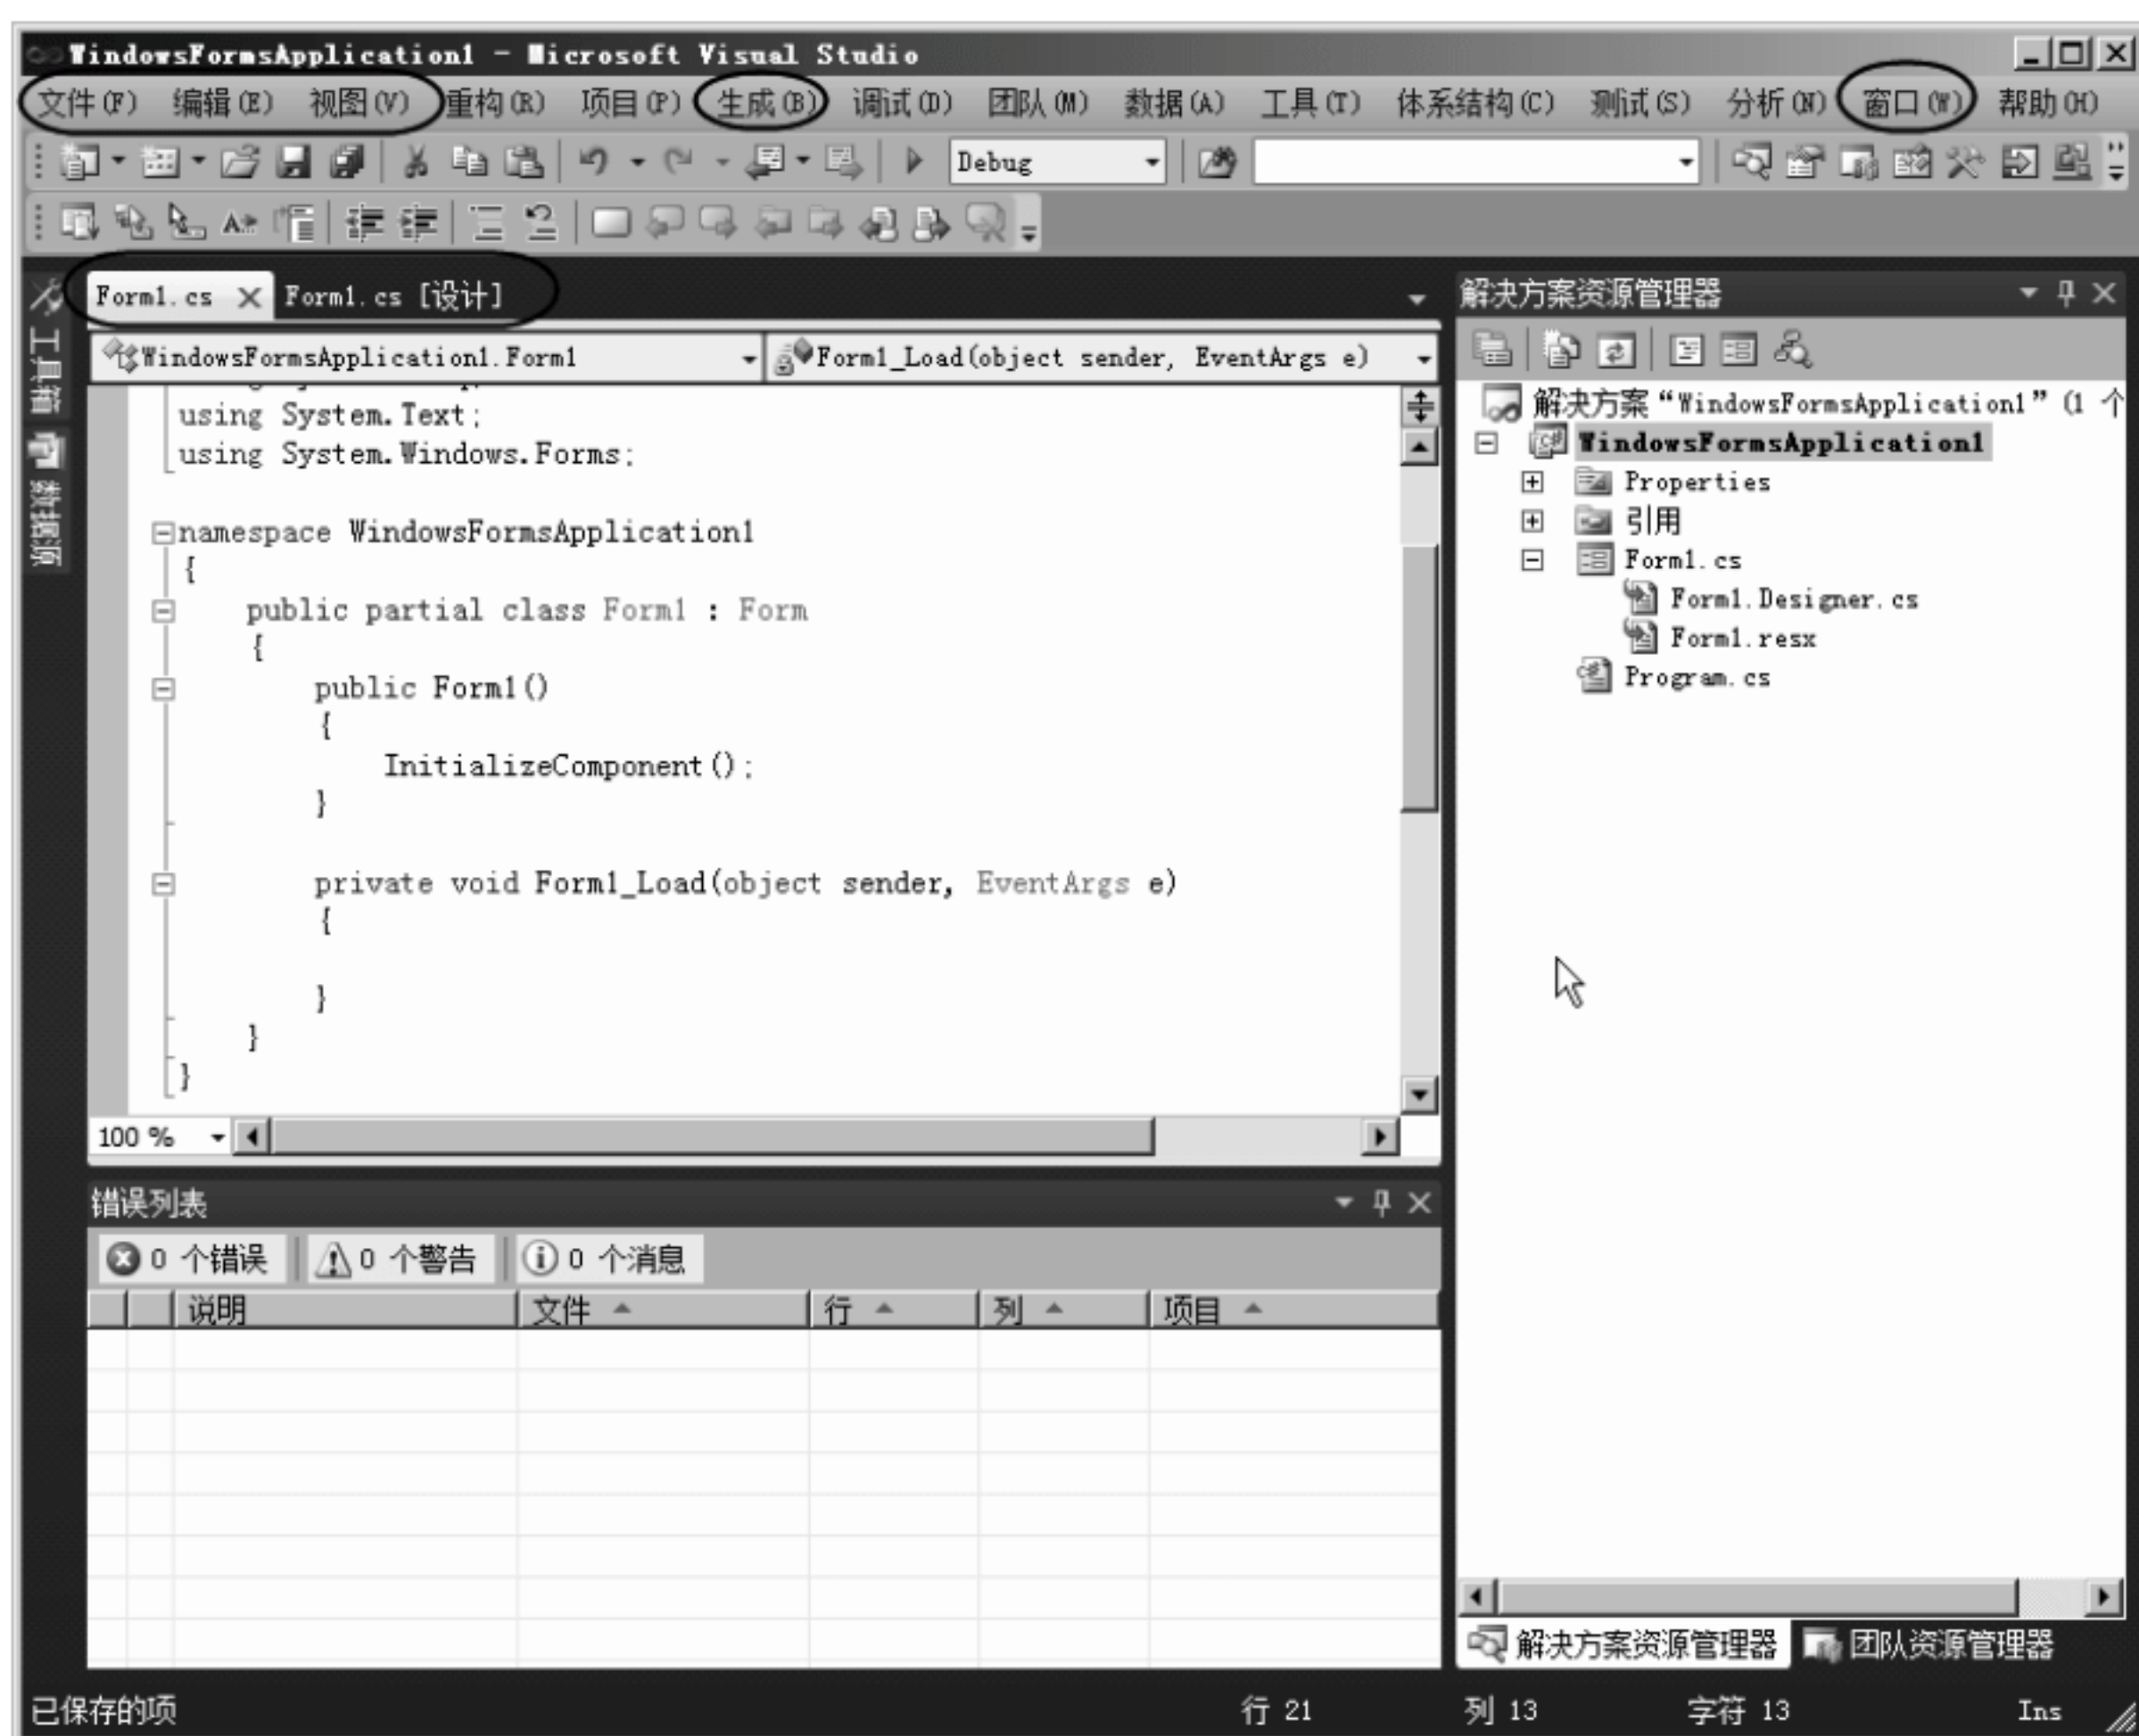 WindowsFormsApplication1 - Microsoft Visual Studio
文件(F) 编辑(E) 视图(V) 重构(R) 项目(P) 生成(B) 调试(D) 团队(M) 数据(A) 工具(T) 体系结构(C) 测试(S) 分析(N) 窗口(W) 帮助(H)
Debug
工具箱
数据源
Form1.cs Form1.cs [设计]
WindowsFormsApplication1.Form1 Form1_Load(object sender, EventArgs e)
using System.Text;
using System.Windows.Forms;
namespace WindowsFormsApplication1
{
public partial class Form1 : Form
{
public Form1()
{
InitializeComponent();
}
private void Form1_Load(object sender, EventArgs e)
{
}
}
}
100 %
错误列表
0 个错误 0 个警告 0 个消息
说明 文件 行 列 项目
解决方案资源管理器
解决方案“WindowsFormsApplication1”(1 个
WindowsFormsApplication1
Properties
引用
Form1.cs
Form1.Designer.cs
Form1.resx
Program.cs
解决方案资源管理器 团队资源管理器
已保存的项 行 21 列 13 字符 13 Ins